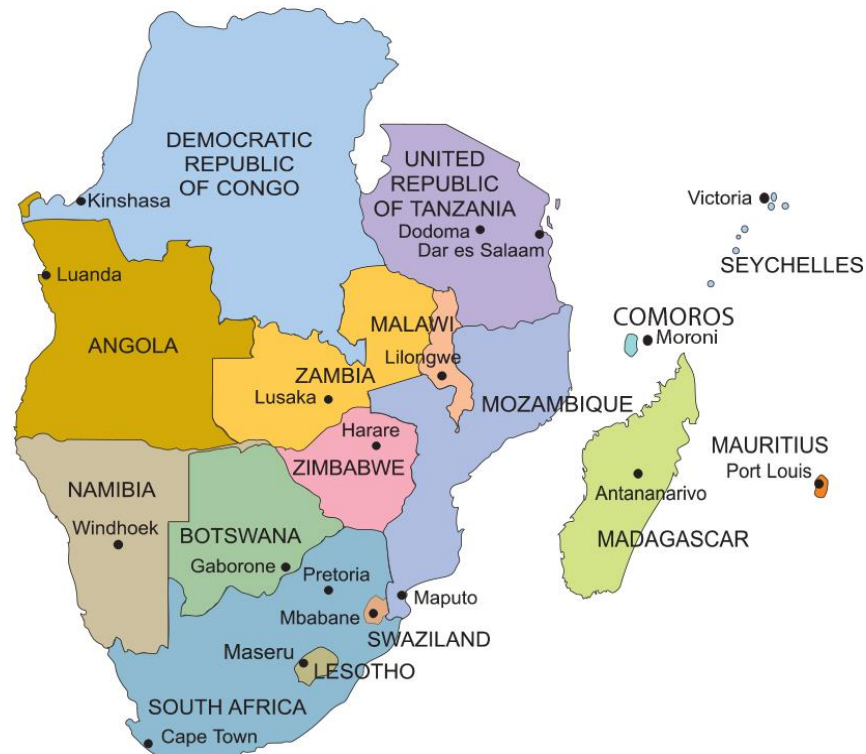 DEMOCRATIC
REPUBLIC
OF CONGO
UNITED
REPUBLIC
OF TANZANIA
Kinshasa
Victoria
Dodoma
Dar es Salaam
SEYCHELLES
Luanda
COMOROS
MALAWI
Moroni
ANGOLA
Lilongwe
ZAMBIA
Lusaka
MOZAMBIQUE
Harare
MAURITIUS
ZIMBABWE
Port Louis
NAMIBIA
Antananarivo
Windhoek
BOTSWANA
MADAGASCAR
Gaborone
Pretoria
Maputo
Mbabane
SWAZILAND
Maseru
LESOTHO
SOUTH AFRICA
Cape Town